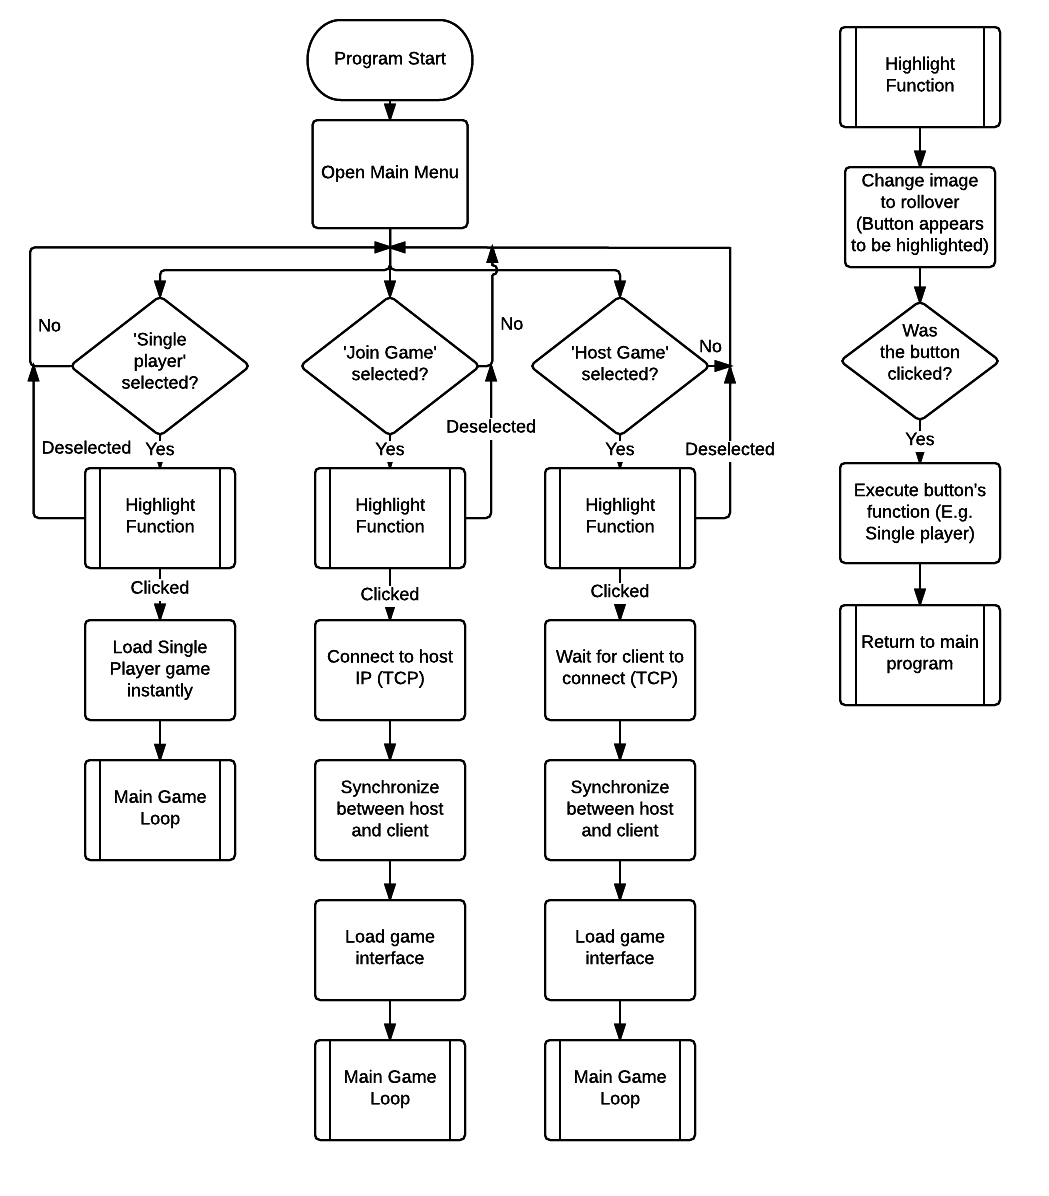 Program Start
Open Main Menu
No
'Single
player'
selected?
Deselected
Yes
Highlight
Function
Clicked
Load Single
Player game
instantly
Main Game
Loop
'Join Game'
selected?
No
Deselected
Yes
Highlight
Function
Clicked
Connect to host
IP (TCP)
Synchronize
between host
and client
Load game
interface
Main Game
Loop
'Host Game'
selected?
No
Deselected
Yes
Highlight
Function
Clicked
Wait for client to
connect (TCP)
Synchronize
between host
and client
Load game
interface
Main Game
Loop
Highlight
Function
Change image
to rollover
(Button appears
to be highlighted)
Was
the button
clicked?
Yes
Execute button's
function (E.g.
Single player)
Return to main
program